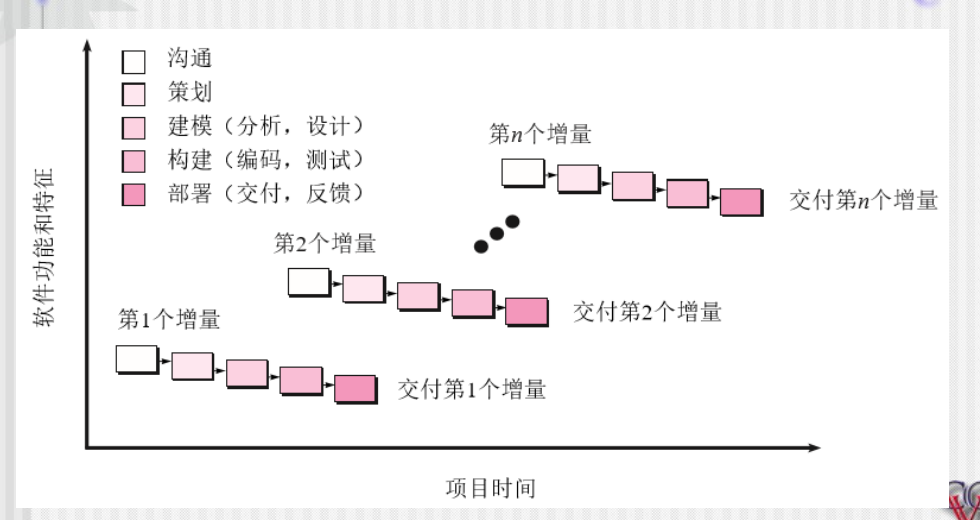 沟通
策划
建模（分析，设计）
构建（编码，测试）
部署（交付，反馈）
第n个增量
交付第n个增量
第2个增量
交付第2个增量
第1个增量
交付第1个增量
软件功能和特征
项目时间